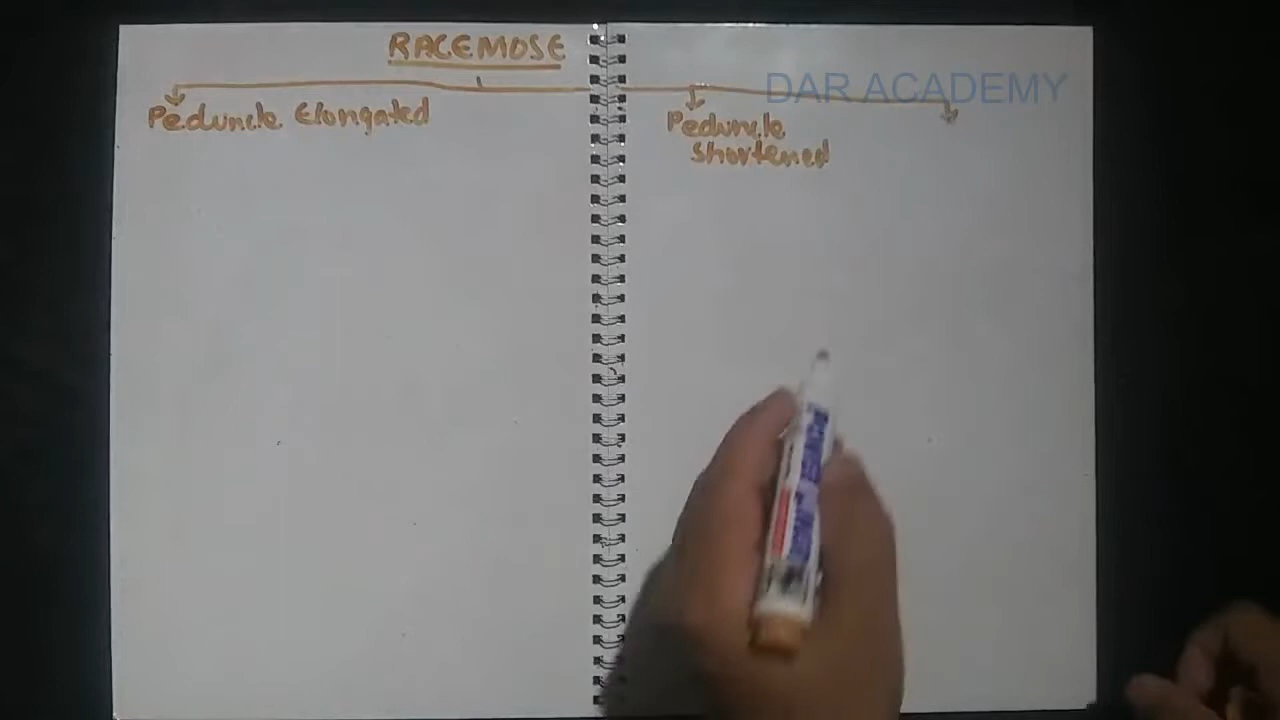 RACEMOSE
DAR ACADEMY
Peduncle Elongated
Peduncle
Shortened